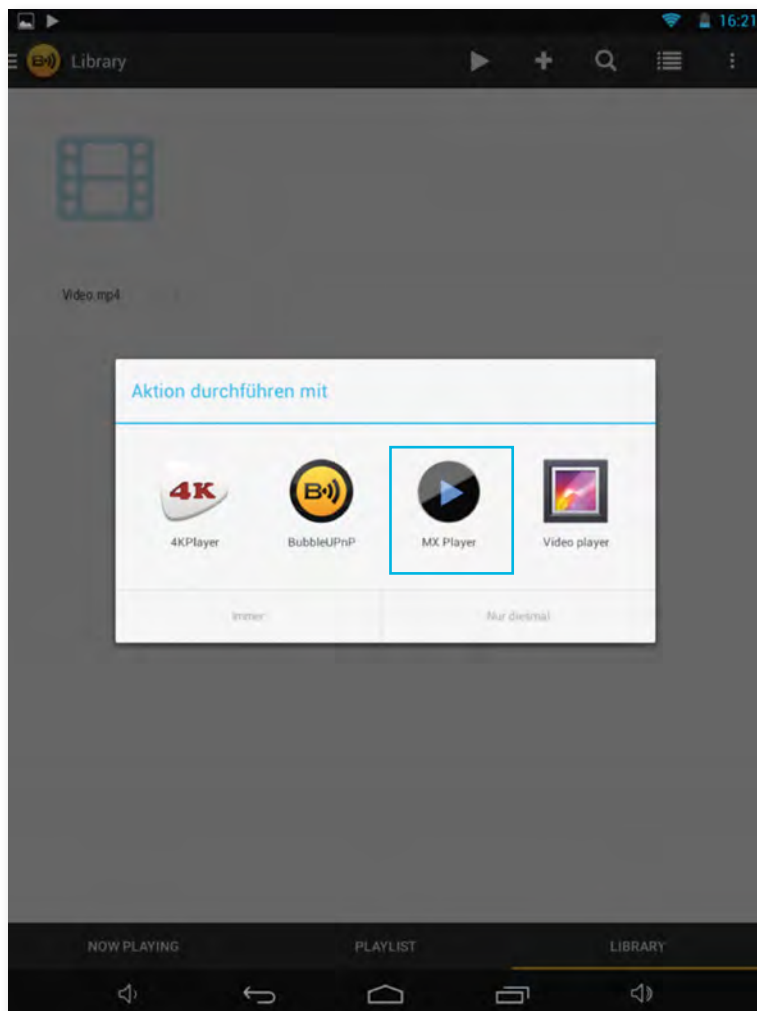 16:21
B Library
Video.mp4
Aktion durchführen mit
4K B
4KPlayer BubbleUPnP MX Player Video player
Immer Nur diesmal
NOW PLAYING PLAYLIST LIBRARY